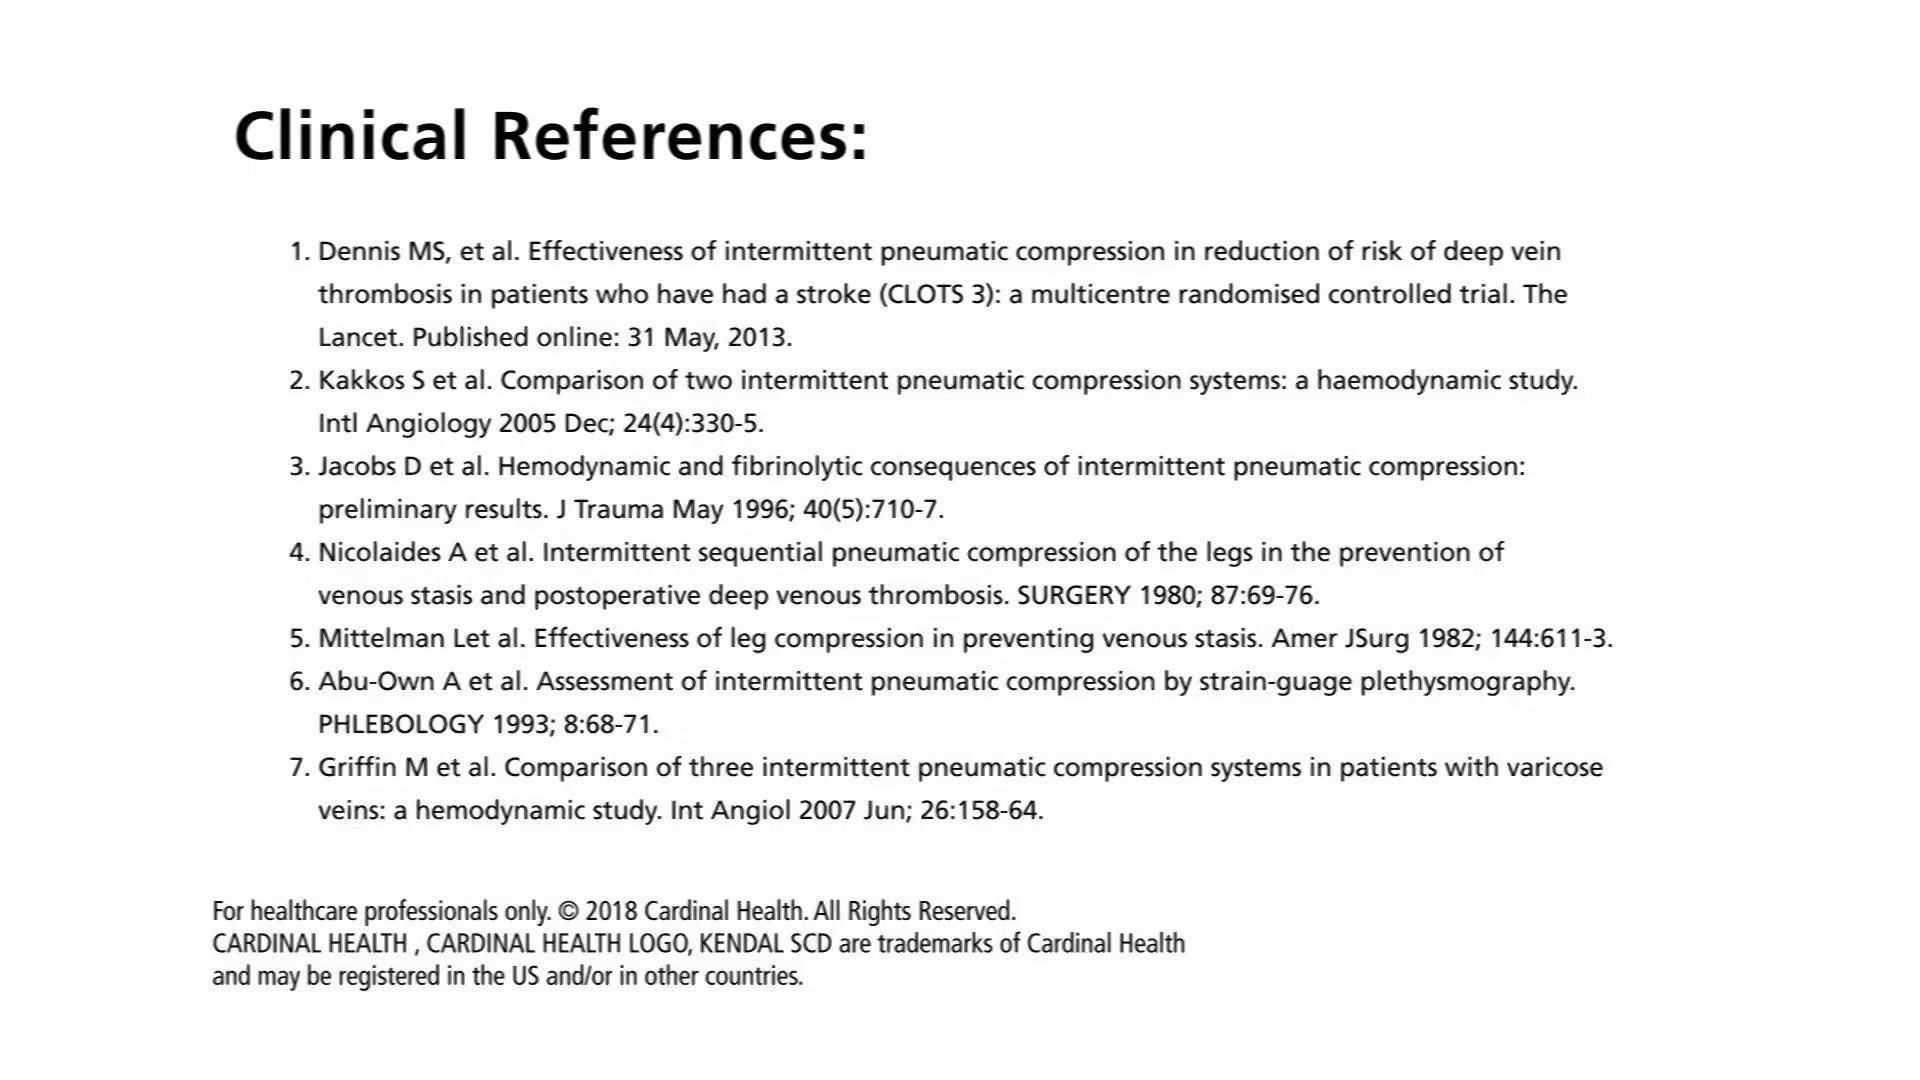 Clinical References:
1. Dennis MS, et al. Effectiveness of intermittent pneumatic compression in reduction of risk of deep vein
thrombosis in patients who have had a stroke (CLOTS 3): a multicentre randomised controlled trial. The
Lancet. Published online: 31 May, 2013.
2. Kakkos S et al. Comparison of two intermittent pneumatic compression systems: a haemodynamic study.
Intl Angiology 2005 Dec; 24(4):330-5.
3. Jacobs D et al. Hemodynamic and fibrinolytic consequences of intermittent pneumatic compression:
preliminary results. J Trauma May 1996; 40(5):710-7.
4. Nicolaides A et al. Intermittent sequential pneumatic compression of the legs in the prevention of
venous stasis and postoperative deep venous thrombosis. SURGERY 1980; 87:69-76.
5. Mittelman Let al. Effectiveness of leg compression in preventing venous stasis. Amer JSurg 1982; 144:611-3.
6. Abu-Own A et al. Assessment of intermittent pneumatic compression by strain-guage plethysmography.
PHLEBOLOGY 1993; 8:68-71.
7. Griffin M et al. Comparison of three intermittent pneumatic compression systems in patients with varicose
veins: a hemodynamic study. Int Angiol 2007 Jun; 26:158-64.
For healthcare professionals only. © 2018 Cardinal Health. All Rights Reserved.
CARDINAL HEALTH , CARDINAL HEALTH LOGO, KENDAL SCD are trademarks of Cardinal Health
and may be registered in the US and/or in other countries.